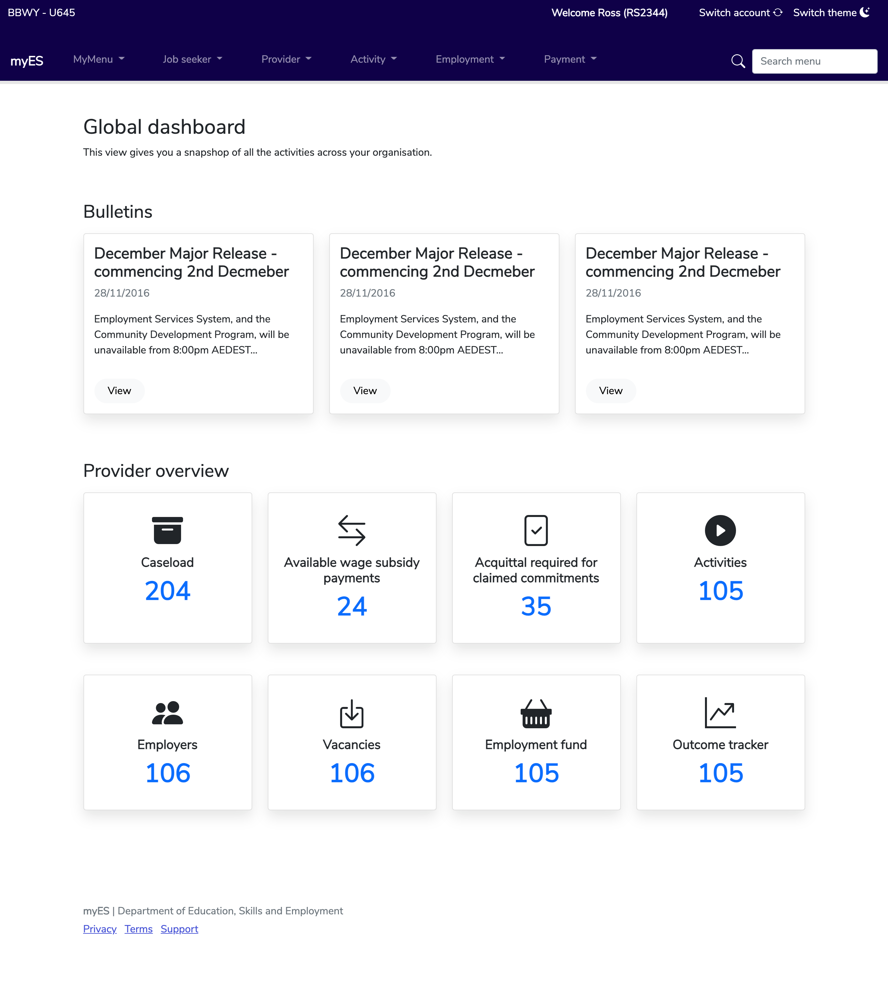 BBWY - U645
Welcome Ross (RS2344)
Switch account
Switch theme
myES
MyMenu
Job seeker
Provider
Activity
Employment
Payment
Search menu
Global dashboard
This view gives you a snapshop of all the activities across your organisation.
Bulletins
December Major Release -
commencing 2nd Decmeber
28/11/2016
Employment Services System, and the
Community Development Program, will be
unavailable from 8:00pm AEDEST...
View
December Major Release -
commencing 2nd Decmeber
28/11/2016
Employment Services System, and the
Community Development Program, will be
unavailable from 8:00pm AEDEST...
View
December Major Release -
commencing 2nd Decmeber
28/11/2016
Employment Services System, and the
Community Development Program, will be
unavailable from 8:00pm AEDEST...
View
Provider overview
Caseload
204
Available wage subsidy
payments
24
Acquittal required for
claimed commitments
35
Activities
105
Employers
106
Vacancies
106
Employment fund
105
Outcome tracker
105
myES | Department of Education, Skills and Employment
Privacy Terms Support